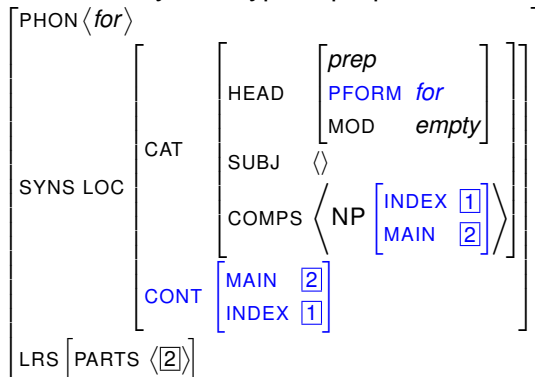 PHON ⟨for⟩
prep
HEAD PFORM for
MOD empty
CAT
SUBJ ⟨⟩
SYNS LOC
INDEX 1
COMPS ⟨ NP ⟩
MAIN 2
MAIN 2
CONT
INDEX 1
LRS [PARTS ⟨2⟩]